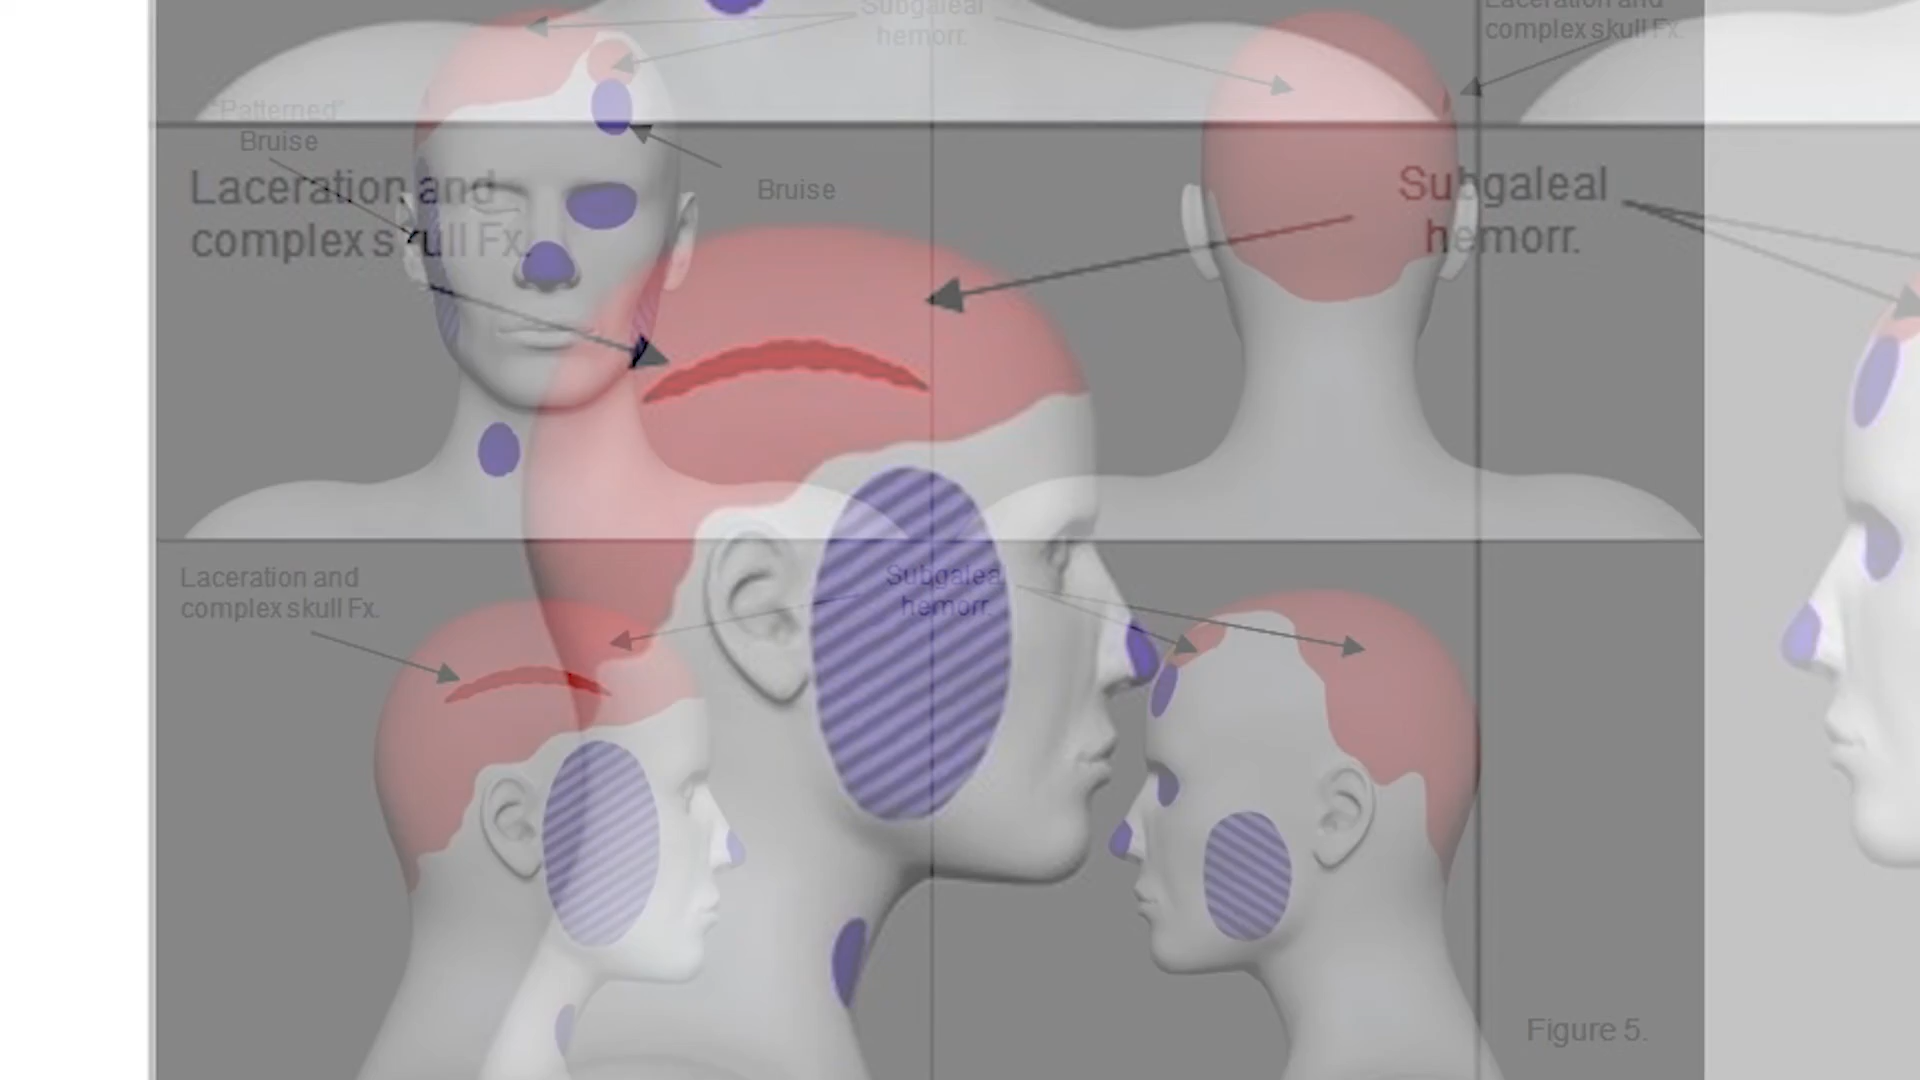 Subgaleal
hemorr.
Laceration and
complex skull Fx.
"Patterned"
Bruise
Bruise
Laceration and
complex skull Fx.
Subgaleal
hemorr.
Laceration and
complex skull Fx.
Subgaleal
hemorr.
Figure 5.